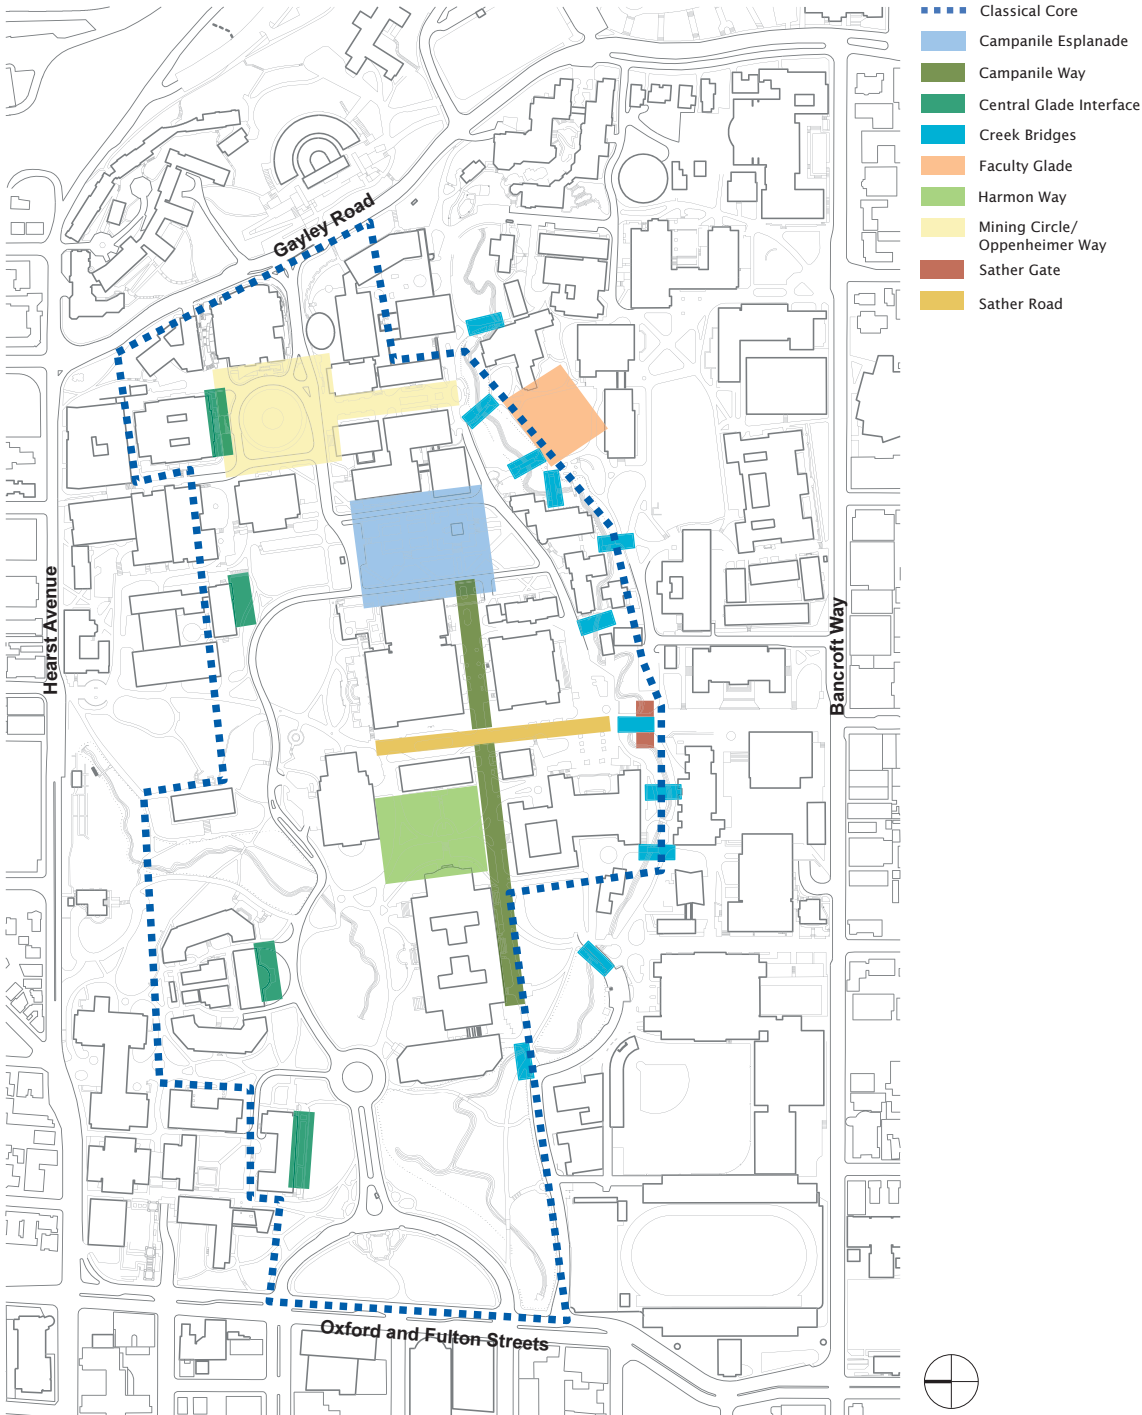 Classical Core
Campanile Esplanade
Campanile Way
Central Glade Interface
Creek Bridges
Faculty Glade
Harmon Way
Mining Circle/
Oppenheimer Way
Sather Gate
Sather Road
Gayley Road
Hearst Avenue
Bancroft Way
Oxford and Fulton Streets